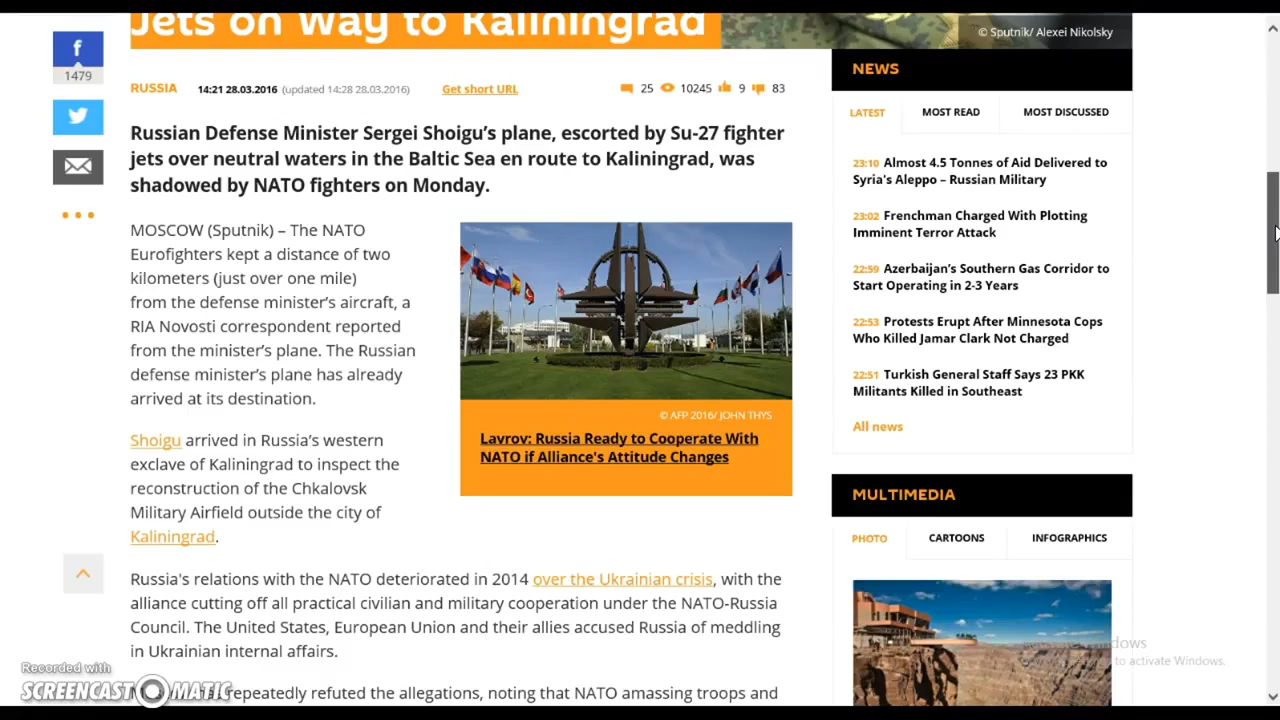 Jets on Way to Kaliningrad
© Sputnik/ Alexei Nikolsky
f
1479
RUSSIA 14:21 28.03.2016 (updated 14:28 28.03.2016) Get short URL 25 10245 9 83
Russian Defense Minister Sergei Shoigu’s plane, escorted by Su-27 fighter
jets over neutral waters in the Baltic Sea en route to Kaliningrad, was
shadowed by NATO fighters on Monday.
MOSCOW (Sputnik) – The NATO
Eurofighters kept a distance of two
kilometers (just over one mile)
from the defense minister’s aircraft, a
RIA Novosti correspondent reported
from the minister’s plane. The Russian
defense minister’s plane has already
arrived at its destination.
© AFP 2016/ JOHN THYS
Lavrov: Russia Ready to Cooperate With
NATO if Alliance's Attitude Changes
Shoigu arrived in Russia’s western
exclave of Kaliningrad to inspect the
reconstruction of the Chkalovsk
Military Airfield outside the city of
Kaliningrad.
Russia's relations with the NATO deteriorated in 2014 over the Ukrainian crisis, with the
alliance cutting off all practical civilian and military cooperation under the NATO-Russia
Council. The United States, European Union and their allies accused Russia of meddling
in Ukrainian internal affairs.
repeatedly refuted the allegations, noting that NATO amassing troops and
NEWS
LATEST MOST READ MOST DISCUSSED
23:10 Almost 4.5 Tonnes of Aid Delivered to
Syria's Aleppo – Russian Military
23:02 Frenchman Charged With Plotting
Imminent Terror Attack
22:59 Azerbaijan’s Southern Gas Corridor to
Start Operating in 2-3 Years
22:53 Protests Erupt After Minnesota Cops
Who Killed Jamar Clark Not Charged
22:51 Turkish General Staff Says 23 PKK
Militants Killed in Southeast
All news
MULTIMEDIA
PHOTO CARTOONS INFOGRAPHICS
to activate Windows.
Recorded with
SCREENCAST MATIC